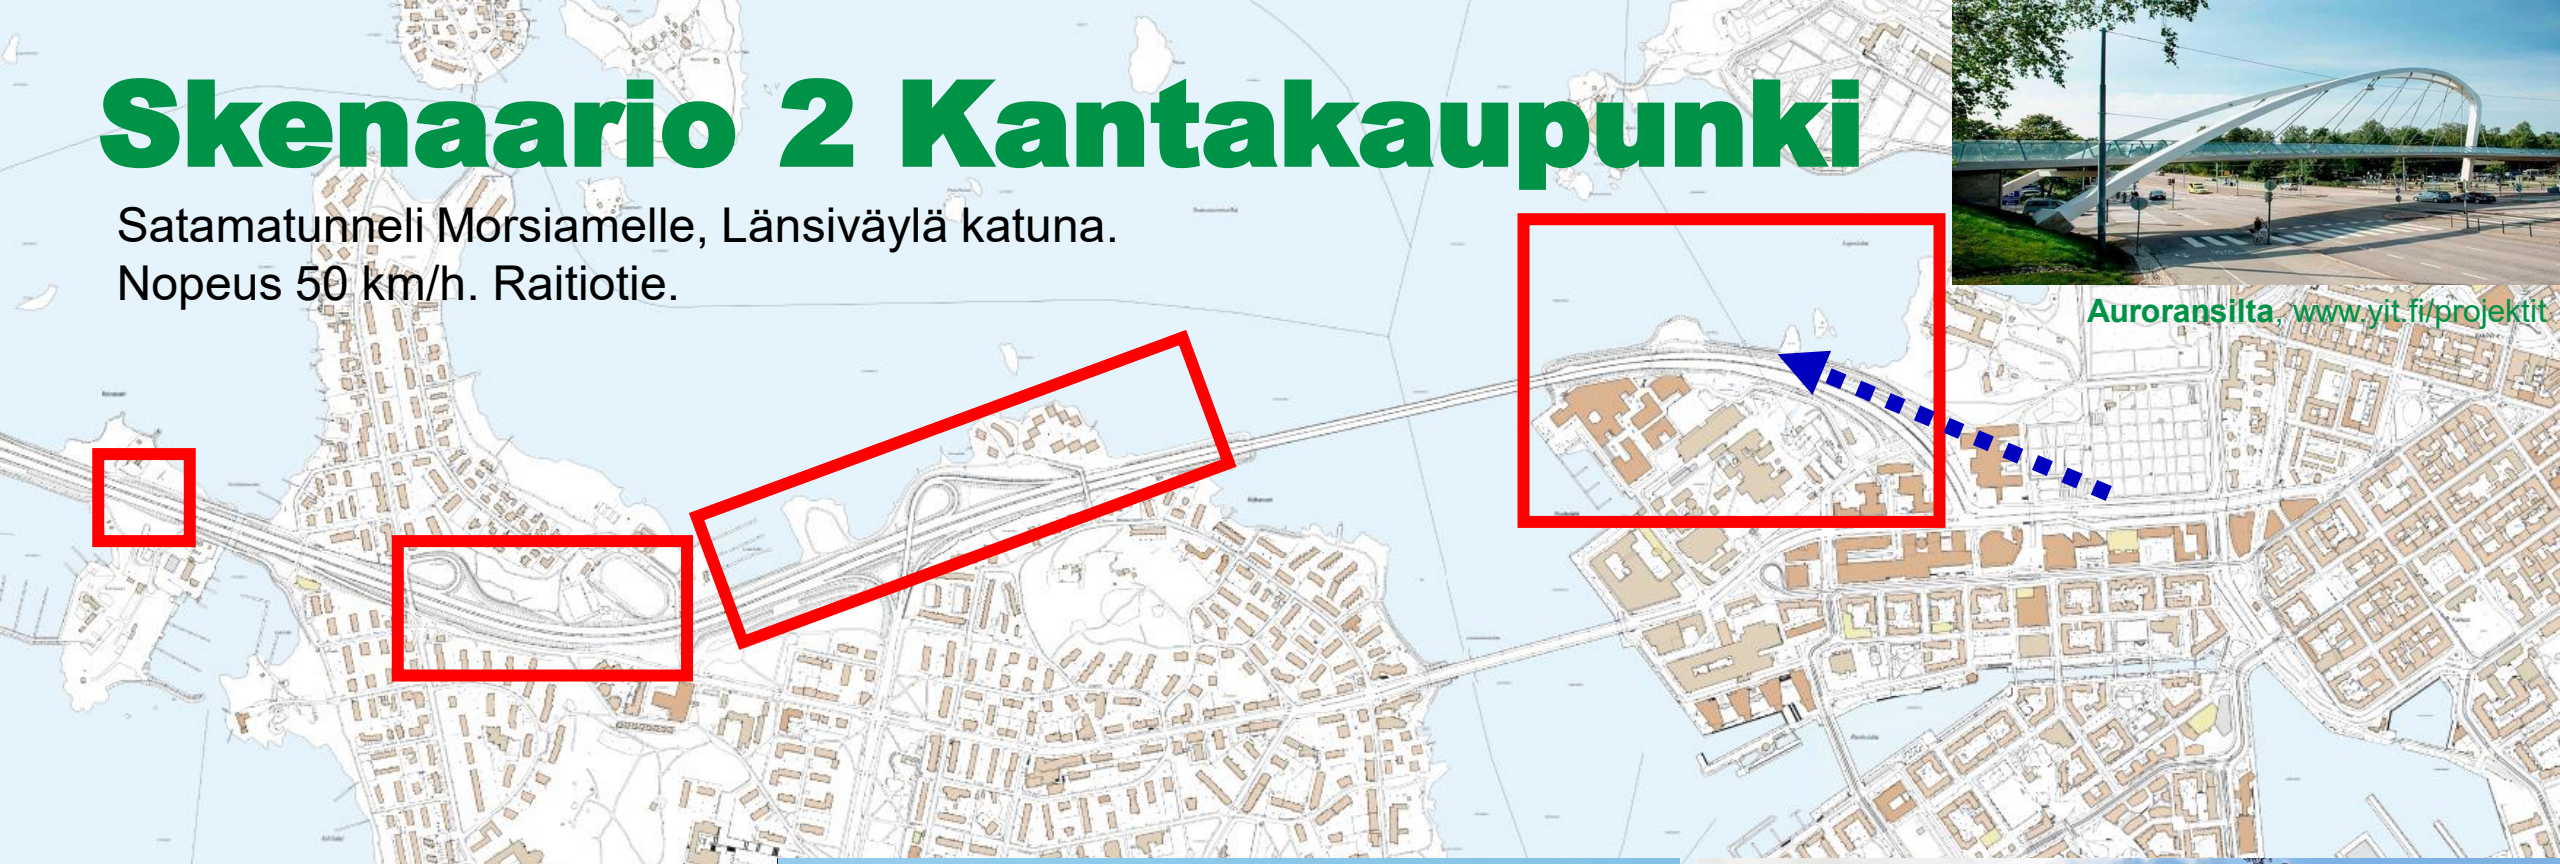 Skenaario 2 Kantakaupunki
Satamatunneli Morsiamelle, Länsiväylä katuna.
Nopeus 50 km/h. Raitiotie.
Auroransilta, www.yit.fi/projektit